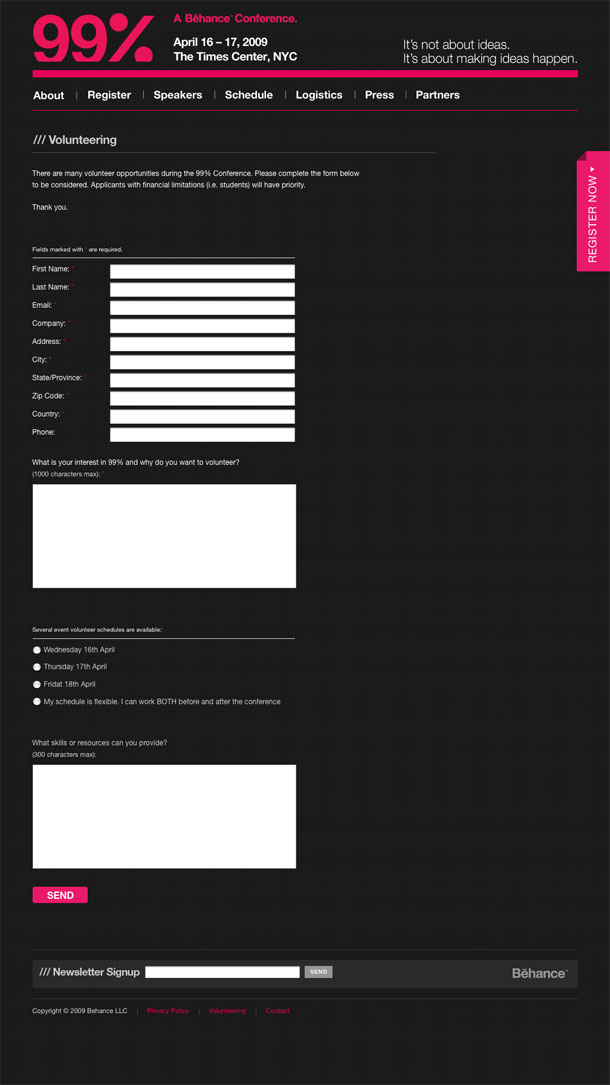 99%
A Bēhance™ Conference.
April 16 – 17, 2009
The Times Center, NYC
It's not about ideas.
It's about making ideas happen.
About | Register | Speakers | Schedule | Logistics | Press | Partners
/// Volunteering
REGISTER NOW
There are many volunteer opportunities during the 99% Conference. Please complete the form below
to be considered. Applicants with financial limitations (i.e. students) will have priority.
Thank you.
Fields marked with * are required.
First Name: *
Last Name: *
Email: *
Company: *
Address: *
City: *
State/Province: *
Zip Code: *
Country: *
Phone:
What is your interest in 99% and why do you want to volunteer?
(1000 characters max): *
Several event volunteer schedules are available:*
Wednesday 16th April
Thursday 17th April
Fridat 18th April
My schedule is flexible. I can work BOTH before and after the conference
What skills or resources can you provide?
(300 characters max):
SEND
/// Newsletter Signup
SEND
Bēhance™
Copyright © 2009 Behance LLC | Privacy Policy | Volunteering | Contact